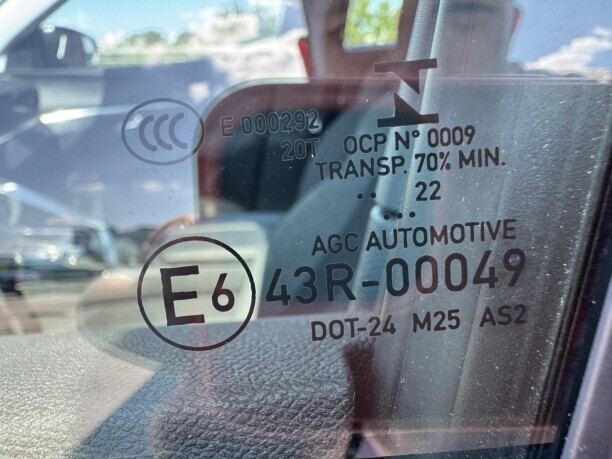 CCC
E 000292
20T
OCP N° 0009
TRANSP. 70% MIN.
.. 22
...
AGC AUTOMOTIVE
E6 43R-00049
DOT-24 M25 AS2